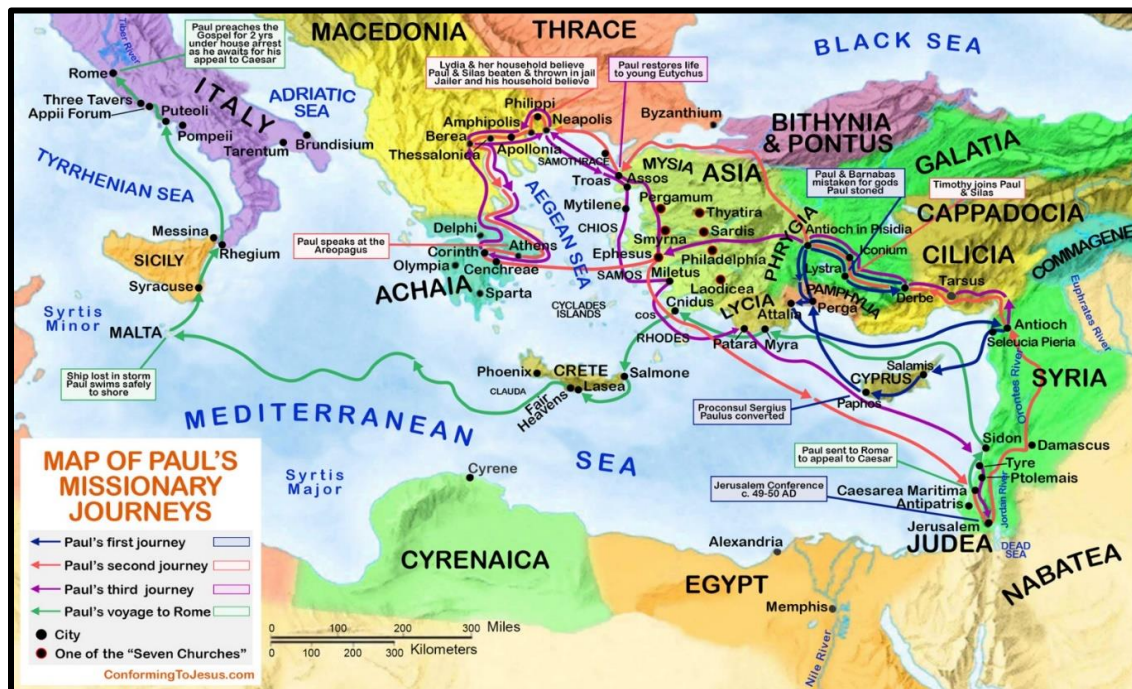 Paul preaches the
Gospel for 2 yrs
under house arrest
as he awaits for his
appeal to Caesar
MACEDONIA
THRACE
BLACK SEA
Tiber River
Rome
ITALY
ADRIATIC
SEA
Three Tavers
Appii Forum
Puteoli
Pompeii
Tarentum
Brundisium
TYRRHENIAN SEA
Lydia & her household believe
Paul & Silas beaten & thrown in jail
Jailer and his household believe
Paul restores life
to young Eutychus
Philippi
Neapolis
Amphipolis
Berea
Apollonia
Thessalonica
SAMOTHRACE
Byzanthium
BITHYNIA
& PONTUS
GALATIA
MYSIA
ASIA
Troas
Assos
Pergamum
Mytilene
Thyatira
AEGEAN SEA
CHIOS
Smyrna
Sardis
Ephesus
Philadelphia
SAMOS
Miletus
Laodicea
PHRYGIA
Paul & Barnabas
mistaken for gods
Paul stoned
Timothy joins Paul
& Silas
CAPPADOCIA
Antioch in Pisidia
Iconium
CILICIA
COMMAGENE
Lystra
Derbe
Tarsus
Euphrates River
PAMPHYLIA
LYCIA
Attalia
Perga
Messina
SICILY
Rhegium
Syracuse
Paul speaks at the
Areopagus
Delphi
Corinth
Athens
Olympia
Cenchreae
ACHAIA
Sparta
CYCLADES
ISLANDS
Cnidus
COS
RHODES
Patara
Myra
Antioch
Seleucia Pieria
Salamis
CYPRUS
Paphos
Orontes River
SYRIA
Syrtis
Minor
MALTA
Ship lost in storm
Paul swims safely
to shore
Phoenix
CRETE
Salmone
CLAUDA
Lasea
Fair
Heavens
Proconsul Sergius
Paulus converted
MEDITERRANEAN
SEA
Sidon
Damascus
Paul sent to Rome
to appeal to Caesar
Tyre
Ptolemais
Caesarea Maritima
Antipatris
Jordan River
Jerusalem Conference
c. 49-50 AD
Jerusalem
JUDEA
DEAD
SEA
NABATEA
Syrtis
Major
Cyrene
CYRENAICA
Alexandria
EGYPT
Memphis
Nile River
MAP OF PAUL'S
MISSIONARY
JOURNEYS
Paul's first journey
Paul's second journey
Paul's third journey
Paul's voyage to Rome
City
One of the "Seven Churches"
ConformingToJesus.com
0 100 200 300 Miles
0 100 200 300 Kilometers